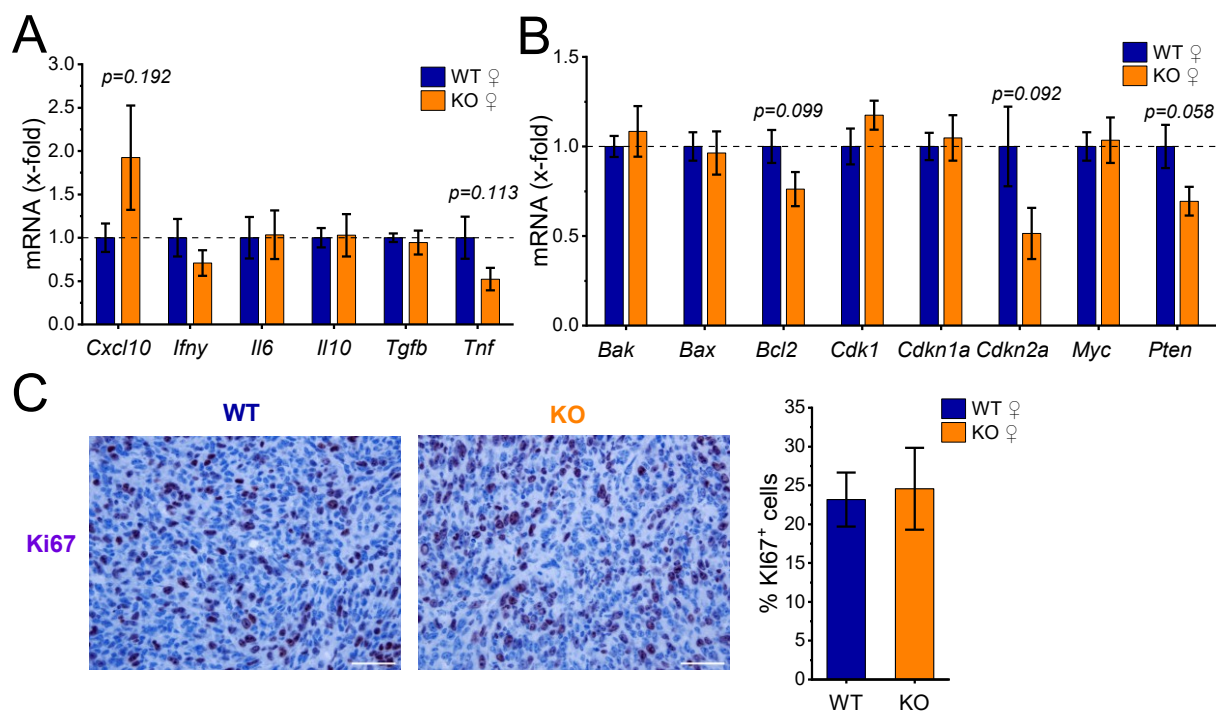 A
mRNA (x-fold)
3.0
2.5
2.0
1.5
1.0
0.5
0.0
p=0.192
p=0.113
WT ♀
KO ♀
Cxcl10 Ifny Il6 Il10 Tgfb Tnf
B
mRNA (x-fold)
1.5
1.0
0.5
0.0
p=0.099
p=0.092
p=0.058
WT ♀
KO ♀
Bak Bax Bcl2 Cdk1 Cdkn1a Cdkn2a Myc Pten
C
WT
KO
Ki67
% KI67+ cells
35
30
25
20
15
10
5
0
WT ♀
KO ♀
WT KO